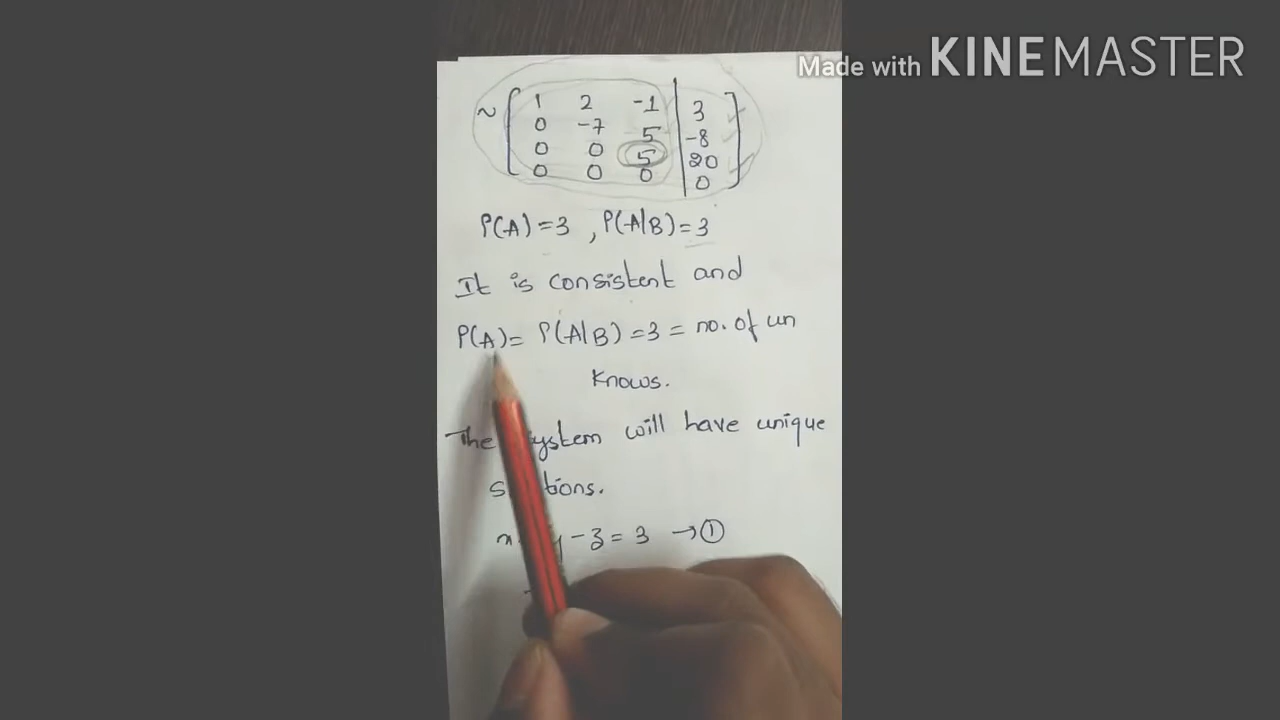 Made with KINEMASTER
~ [ 1 2 -1 | 3 ]
0 -7 5 | -8
0 0 5 | 20
0 0 0 | 0
ρ(A) = 3 , ρ(A|B) = 3
It is consistent and
ρ(A) = ρ(A|B) = 3 = no. of un
knows.
The will have unique
- z = 3 → ①